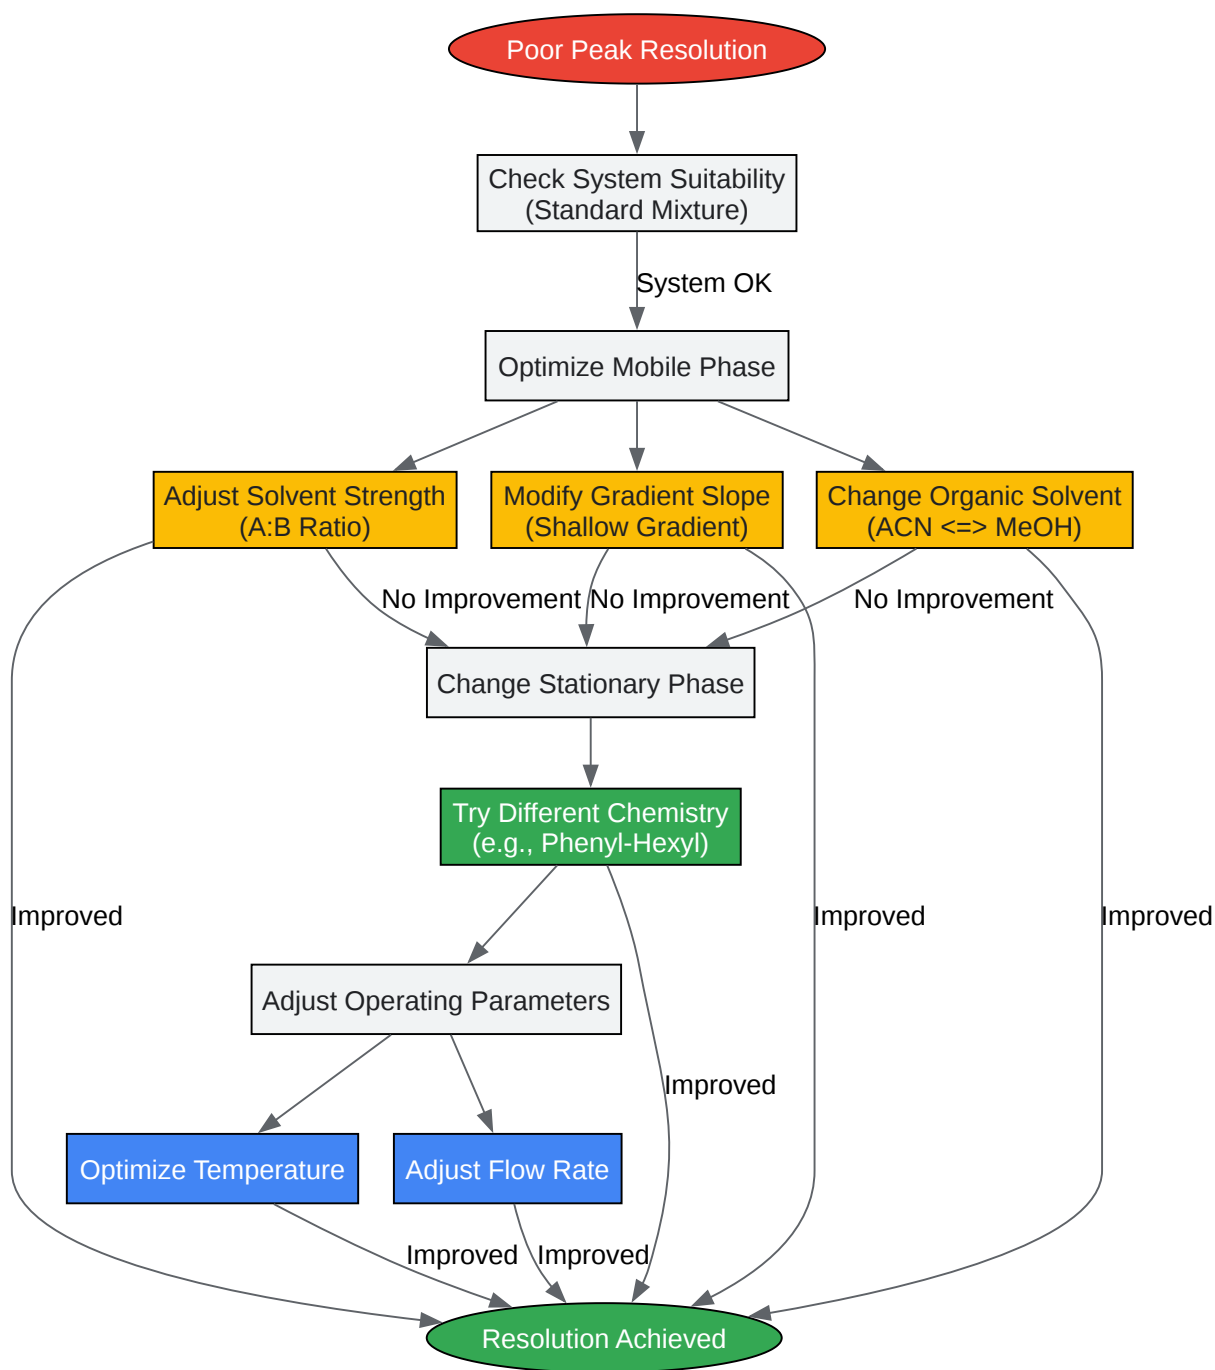 Poor Peak Resolution
Check System Suitability
(Standard Mixture)
System OK
Optimize Mobile Phase
Adjust Solvent Strength
(A:B Ratio)
Modify Gradient Slope
(Shallow Gradient)
Change Organic Solvent
(ACN <=> MeOH)
No Improvement
No Improvement
No Improvement
Change Stationary Phase
Try Different Chemistry
(e.g., Phenyl-Hexyl)
Improved
Improved
Improved
Adjust Operating Parameters
Improved
Optimize Temperature
Adjust Flow Rate
Improved
Improved
Resolution Achieved